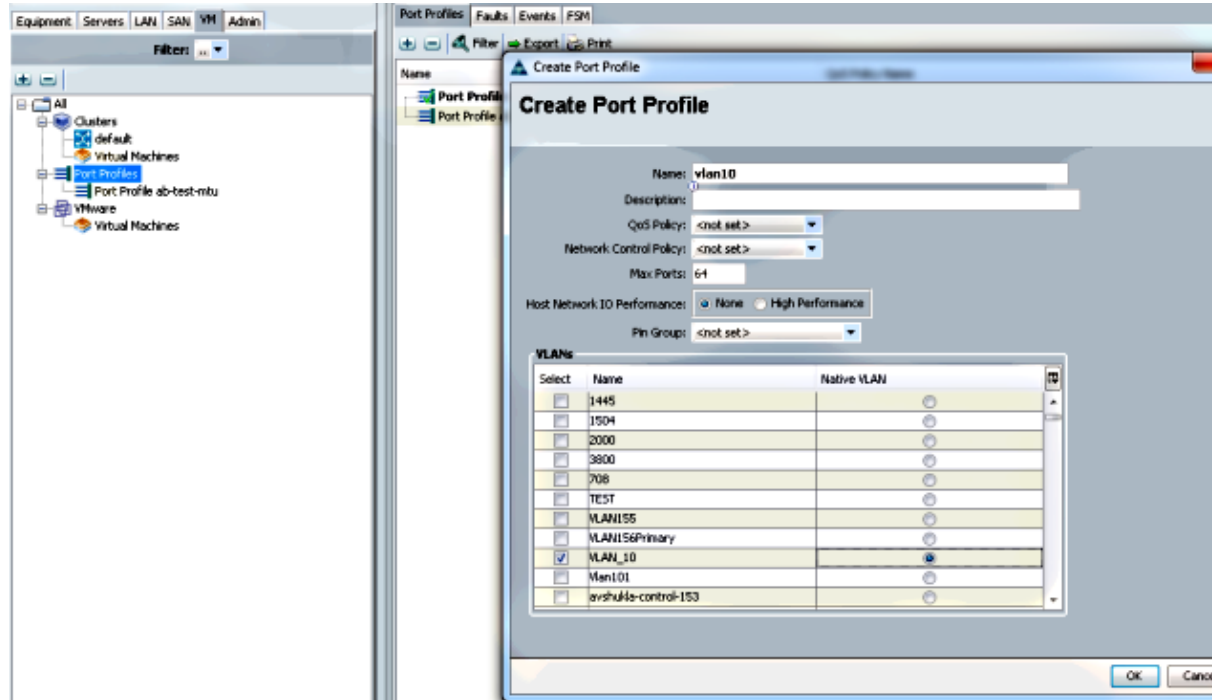 Equipment Servers LAN SAN VM Admin
Filter: ..
All
Clusters
default
Virtual Machines
Port Profiles
Port Profile ab-test-mtu
VMware
Virtual Machines
Port Profiles Faults Events FSM
Filter Export Print
Name
Port Profile
Port Profile
Create Port Profile
Create Port Profile
Name: vlan10
Description:
QoS Policy: <not set>
Network Control Policy: <not set>
Max Ports: 64
Host Network IO Performance: None High Performance
Pin Group: <not set>
VLANs
Select Name Native VLAN
1445
1504
2000
3800
708
TEST
VLAN155
VLAN156Primary
VLAN_10
Vlan101
avshukla-control-153
OK Cance